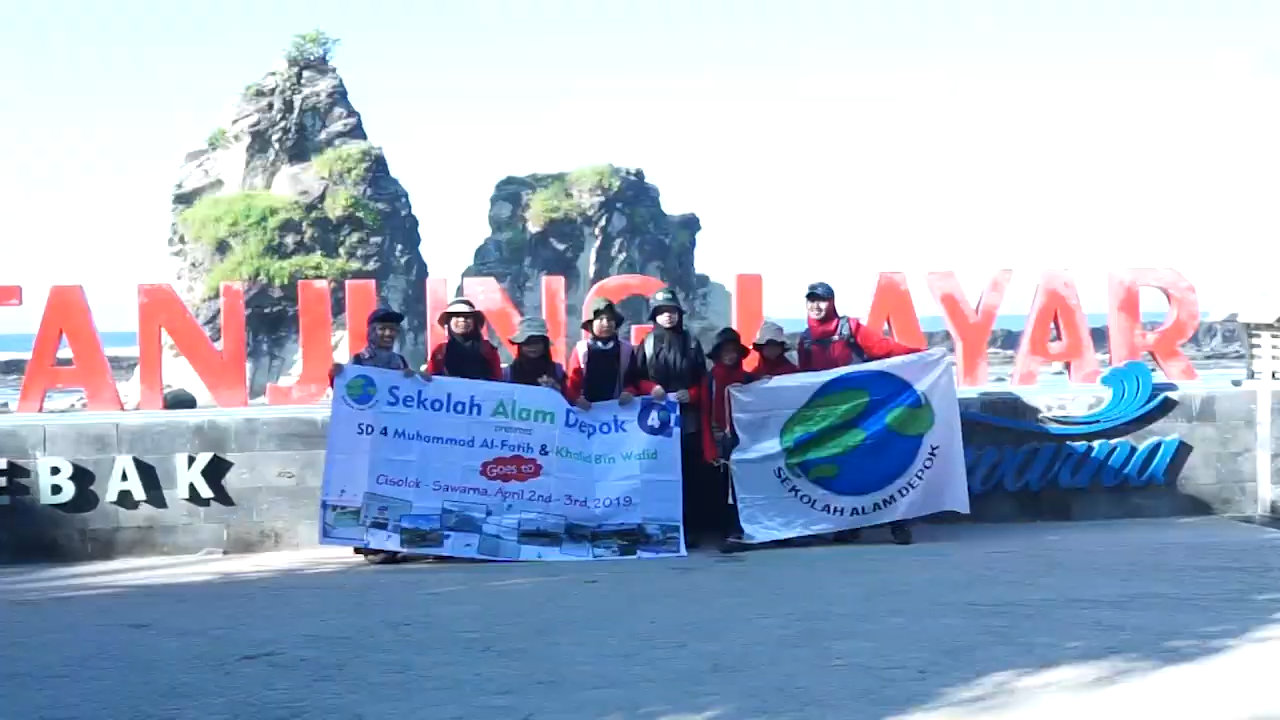 TANJUNG LAYAR
EBAK
Sekolah Alam Depok
presents
SD 4 Muhammad Al-Fatih & Khalid Bin Walid
Goes to
Cisolok - Sawarna, April 2nd - 3rd, 2019
SEKOLAH ALAM DEPOK